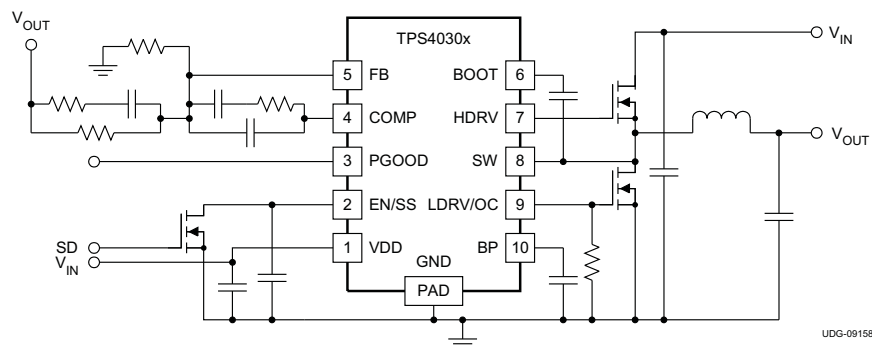 VOUT
TPS4030x
5 FB
BOOT 6
4 COMP
HDRV 7
3 PGOOD
SW 8
2 EN/SS
LDRV/OC 9
1 VDD
BP 10
GND
PAD
SD
VIN
VIN
VOUT
UDG-09158